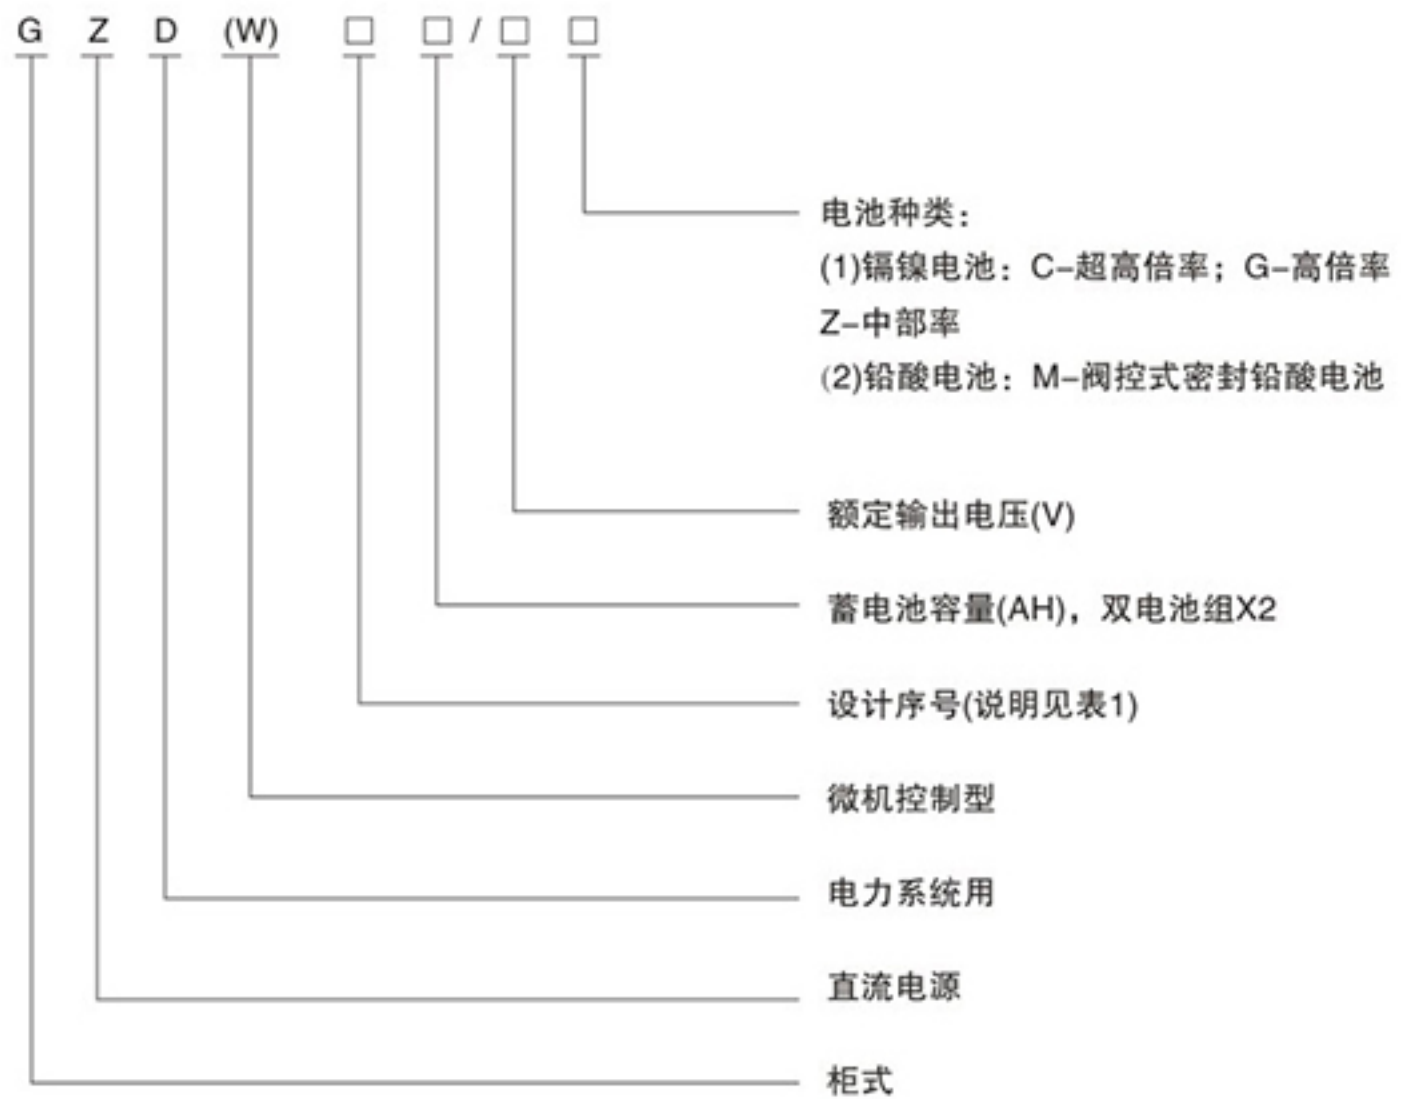 G Z D (W) □ □ / □ □
电池种类：
(1)镉镍电池：C-超高倍率；G-高倍率
Z-中部率
(2)铅酸电池：M-阀控式密封铅酸电池
额定输出电压(V)
蓄电池容量(AH)，双电池组X2
设计序号(说明见表1)
微机控制型
电力系统用
直流电源
柜式